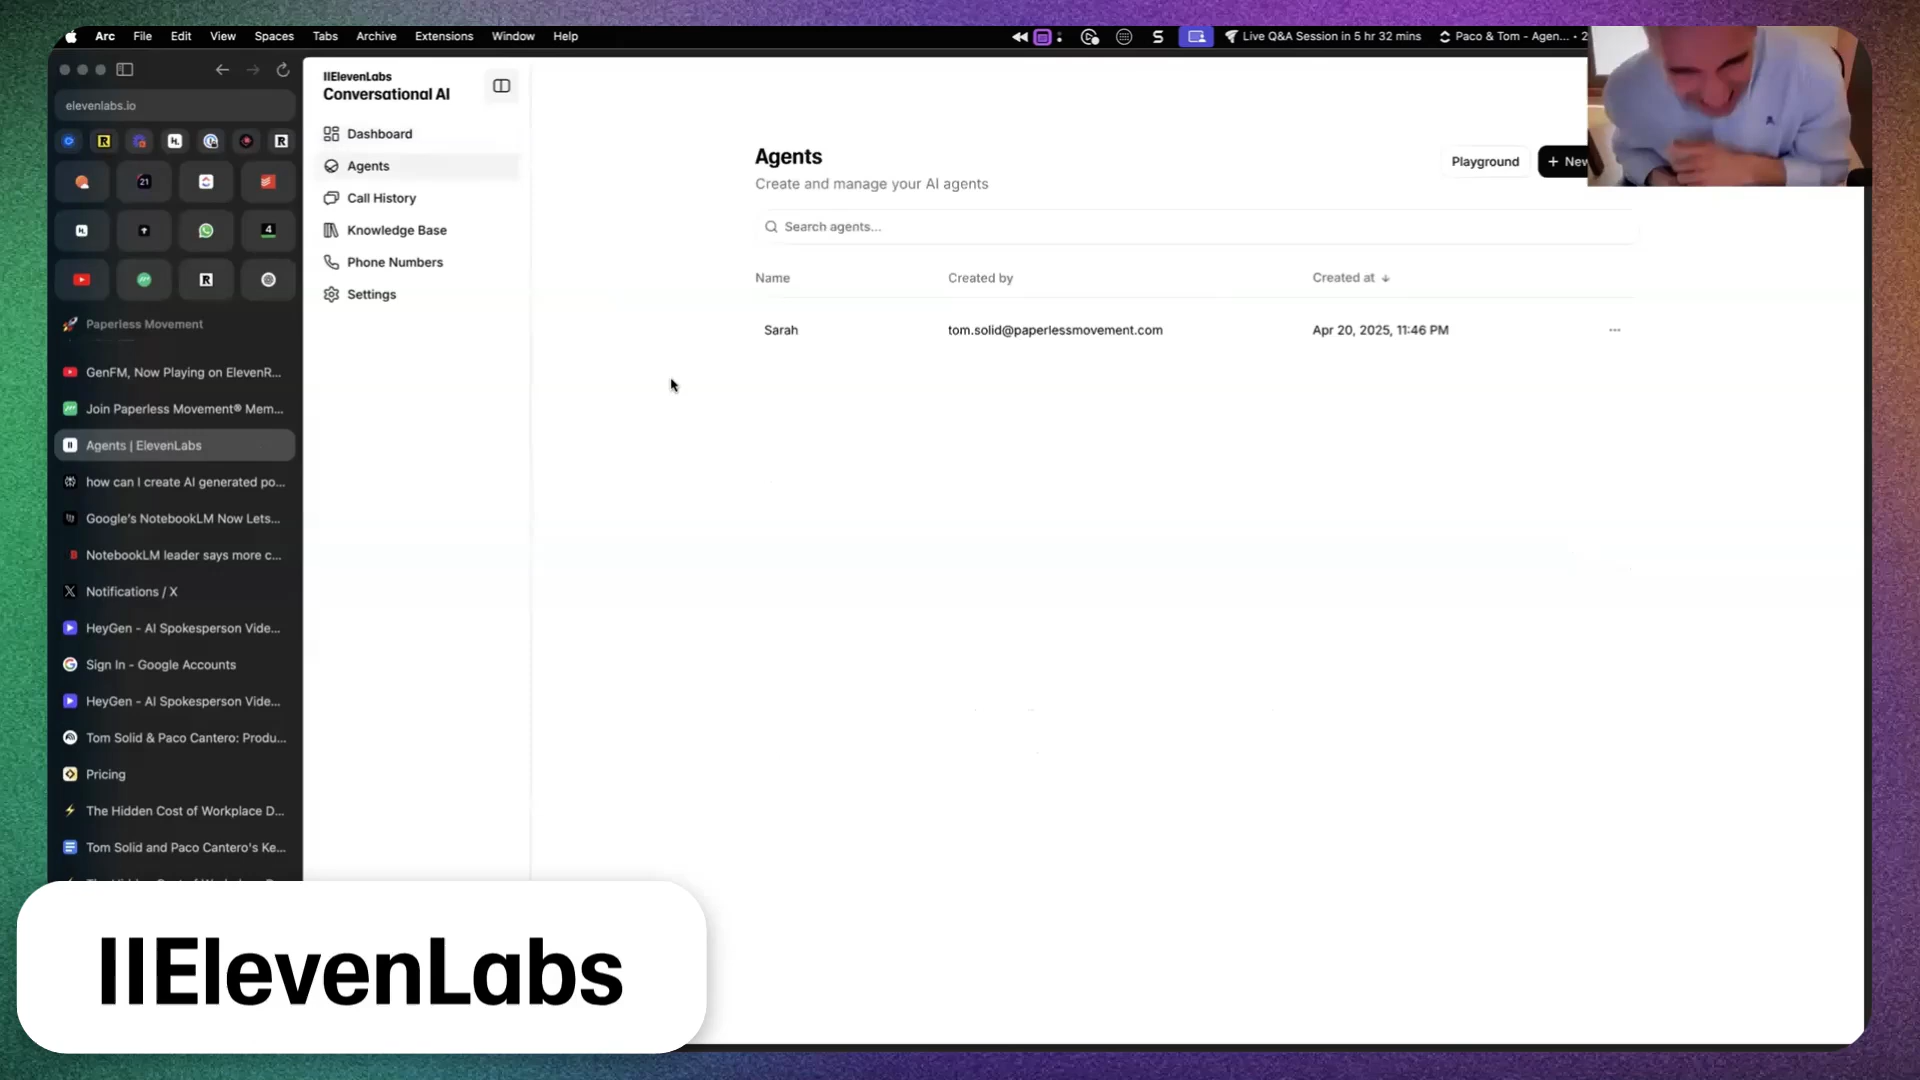 Arc File Edit View Spaces Tabs Archive Extensions Window Help
Live Q&A Session in 5 hr 32 mins
Paco & Tom - Agen... • 2
elevenlabs.io
21
4
Paperless Movement
GenFM, Now Playing on ElevenR...
Join Paperless Movement® Mem...
Agents | ElevenLabs
how can I create AI generated po...
Google's NotebookLM Now Lets...
NotebookLM leader says more c...
Notifications / X
HeyGen - AI Spokesperson Vide...
Sign In - Google Accounts
HeyGen - AI Spokesperson Vide...
Tom Solid & Paco Cantero: Produ...
Pricing
The Hidden Cost of Workplace D...
Tom Solid and Paco Cantero's Ke...
IIElevenLabs
Conversational AI
Dashboard
Agents
Call History
Knowledge Base
Phone Numbers
Settings
Agents
Create and manage your AI agents
Playground
+ New
Search agents...
Name Created by Created at
Sarah tom.solid@paperlessmovement.com Apr 20, 2025, 11:46 PM
IIElevenLabs